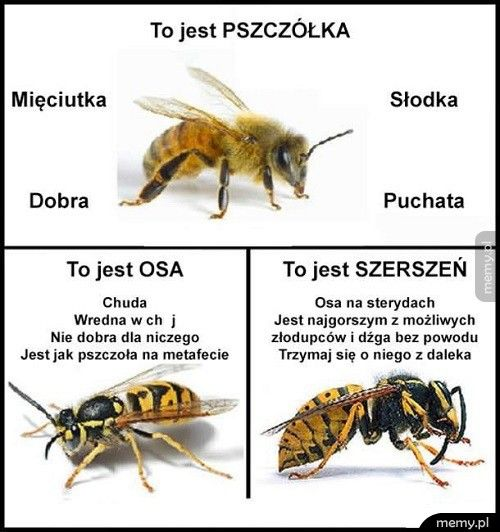 To jest PSZCZÓŁKA
Mięciutka
Słodka
Dobra
Puchata
To jest OSA
Chuda
Wredna w ch j
Nie dobra dla niczego
Jest jak pszczoła na metafecie
To jest SZERSZEŃ
Osa na sterydach
Jest najgorszym z możliwych
złodupców i dźga bez powodu
Trzymaj się o niego z daleka
memy.pl
memy.pl